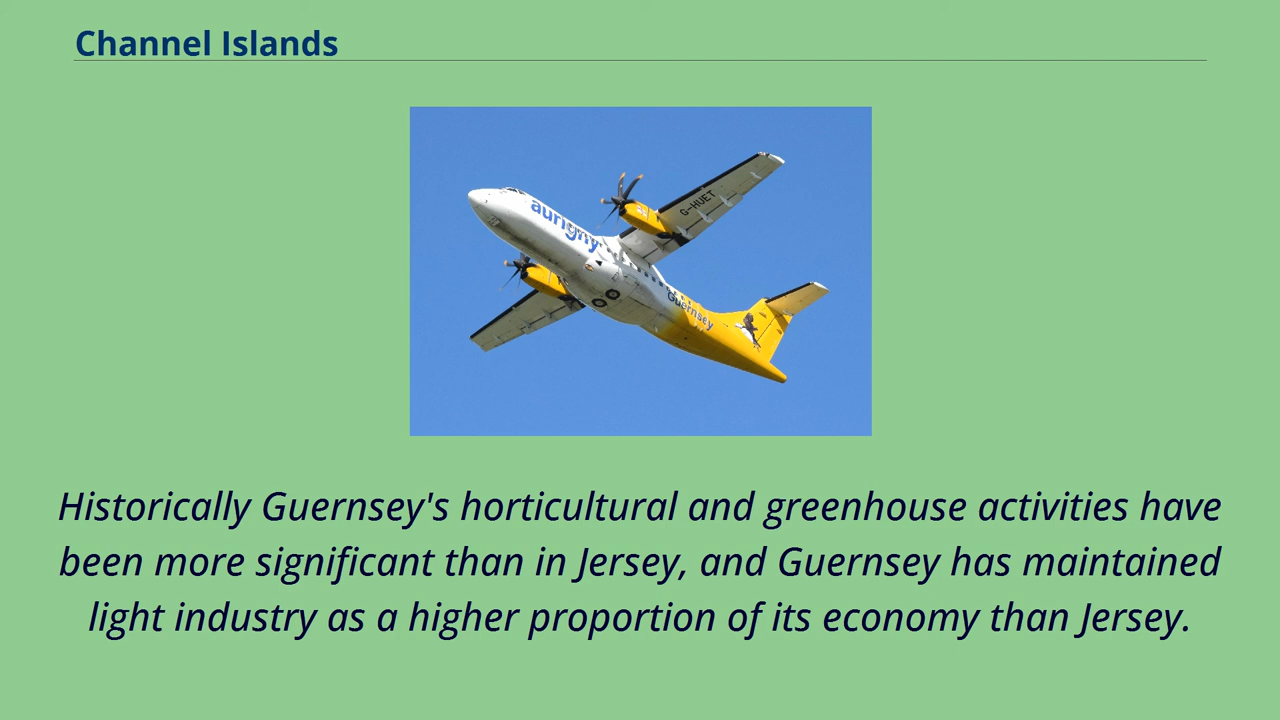 Channel Islands
G-HUET
aurigny
Guernsey
Historically Guernsey's horticultural and greenhouse activities have
been more significant than in Jersey, and Guernsey has maintained
light industry as a higher proportion of its economy than Jersey.